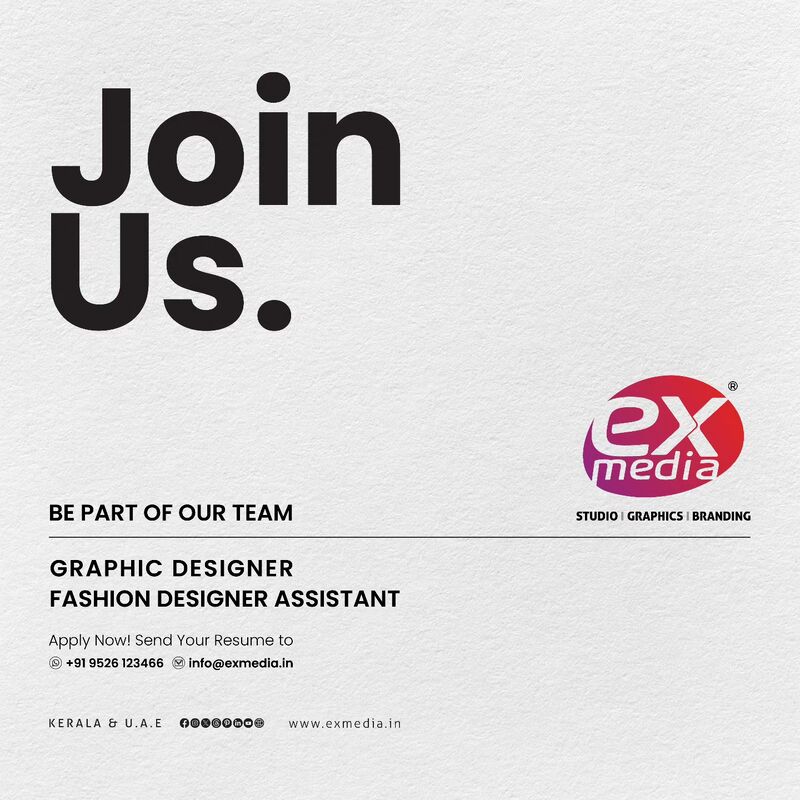 Join
Us.
ex®
media
STUDIO | GRAPHICS | BRANDING
BE PART OF OUR TEAM
GRAPHIC DESIGNER
FASHION DESIGNER ASSISTANT
Apply Now! Send Your Resume to
+91 9526 123466 info@exmedia.in
KERALA & U.A.E www.exmedia.in